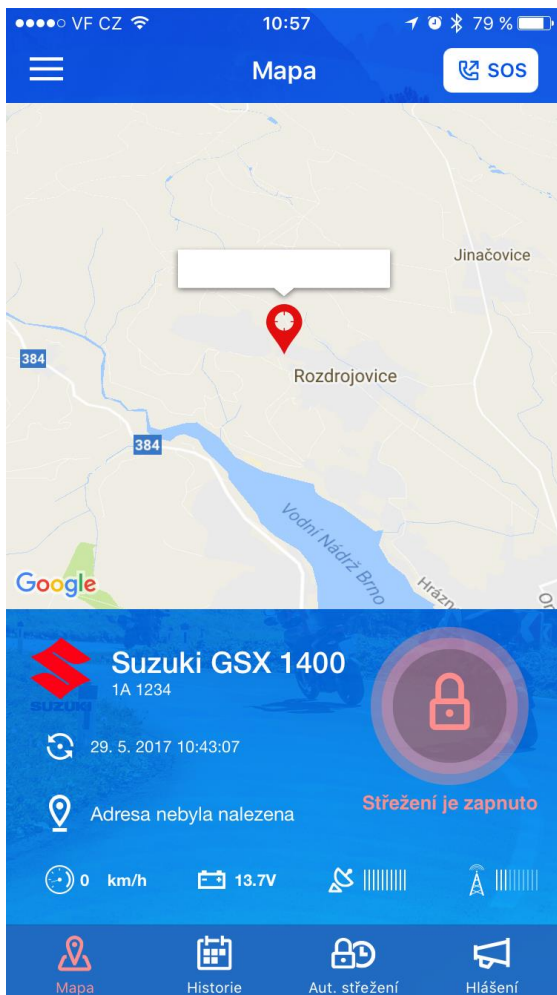 VF CZ 10:57 79 %
Mapa SOS
Jinačovice
384
Rozdrojovice
384
Vodní Nádrž Brno
Hrázn
Google
Suzuki GSX 1400
1A 1234
SUZUKI
29. 5. 2017 10:43:07
Adresa nebyla nalezena
Střežení je zapnuto
0 km/h 13.7V
Mapa Historie Aut. střežení Hlášení